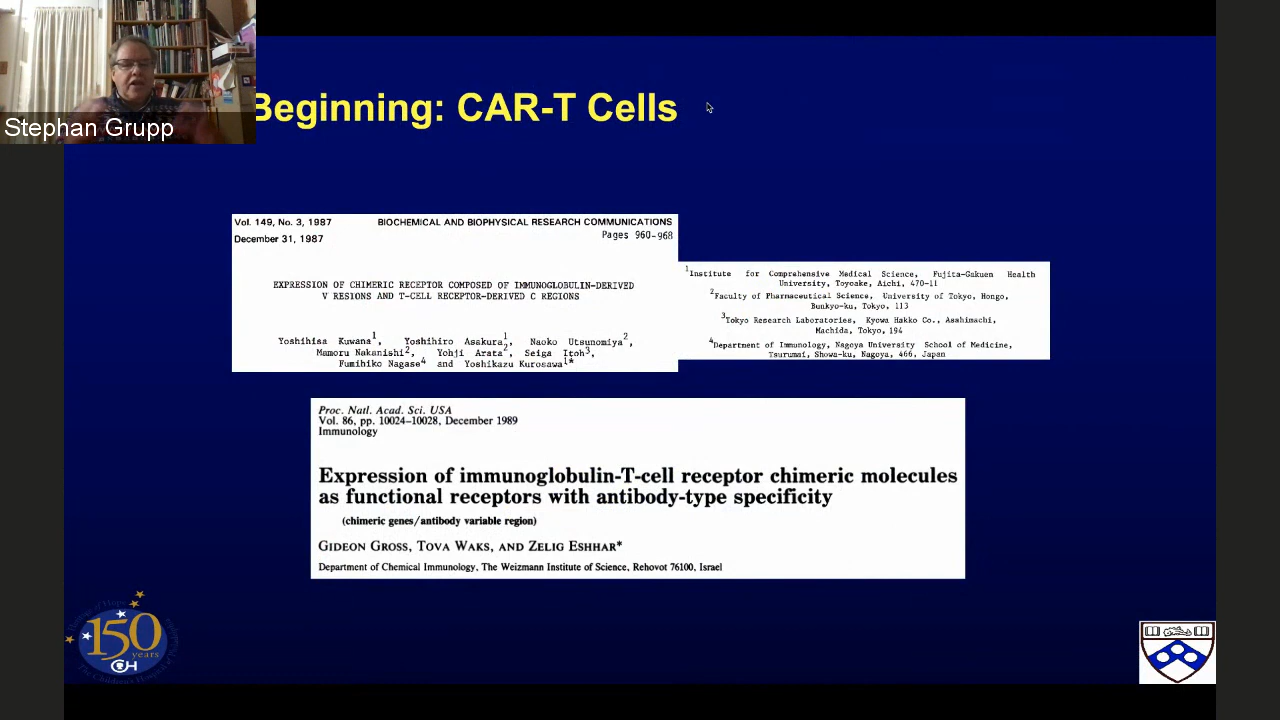 Stephan Grupp
Beginning: CAR-T Cells
Vol. 149, No. 3, 1987 BIOCHEMICAL AND BIOPHYSICAL RESEARCH COMMUNICATIONS
December 31, 1987 Pages 960-968
EXPRESSION OF CHIMERIC RECEPTOR COMPOSED OF IMMUNOGLOBULIN-DERIVED
V REGIONS AND T-CELL RECEPTOR-DERIVED C REGIONS
Yoshihisa Kuwana1, Yoshihiro Asakura1, Naoko Utsunomiya2,
Mamoru Nakanishi2, Yohji Arata2, Seiga Itoh3,
Fumihiko Nagase4 and Yoshikazu Kurosawa1*
1Institute for Comprehensive Medical Science, Fujita-Gakuen Health
University, Toyoake, Aichi, 470-11
2Faculty of Pharmaceutical Science, University of Tokyo, Hongo,
Bunkyo-ku, Tokyo, 113
3Tokyo Research Laboratories, Kyowa Hakko Co., Asahimachi,
Machida, Tokyo, 194
4Department of Immunology, Nagoya University School of Medicine,
Tsurumai, Showa-ku, Nagoya, 466, Japan
Proc. Natl. Acad. Sci. USA
Vol. 86, pp. 10024-10028, December 1989
Immunology
Expression of immunoglobulin-T-cell receptor chimeric molecules
as functional receptors with antibody-type specificity
(chimeric genes/antibody variable region)
GIDEON GROSS, TOVA WAKS, AND ZELIG ESHHAR*
Department of Chemical Immunology, The Weizmann Institute of Science, Rehovot 76100, Israel
150
years
CH